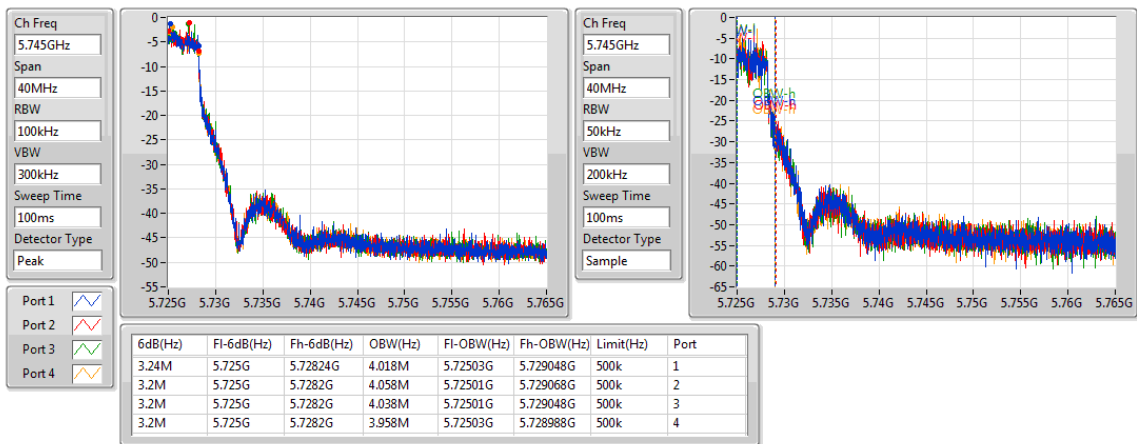 Ch Freq
5.745GHz
Span
40MHz
RBW
100kHz
VBW
300kHz
Sweep Time
100ms
Detector Type
Peak
0
-5
-10
-15
-20
-25
-30
-35
-40
-45
-50
-55
5.725G 5.73G 5.735G 5.74G 5.745G 5.75G 5.755G 5.76G 5.765G
Ch Freq
5.745GHz
Span
40MHz
RBW
50kHz
VBW
200kHz
Sweep Time
100ms
Detector Type
Sample
0
-5
-10
-15
-20
-25
-30
-35
-40
-45
-50
-55
-60
-65
OBW-h
5.725G 5.73G 5.735G 5.74G 5.745G 5.75G 5.755G 5.76G 5.765G
Port 1
Port 2
Port 3
Port 4
6dB(Hz) Fl-6dB(Hz) Fh-6dB(Hz) OBW(Hz) Fl-OBW(Hz) Fh-OBW(Hz) Limit(Hz) Port
3.24M 5.725G 5.72824G 4.018M 5.72503G 5.729048G 500k 1
3.2M 5.725G 5.7282G 4.058M 5.72501G 5.729068G 500k 2
3.2M 5.725G 5.7282G 4.038M 5.72501G 5.729048G 500k 3
3.2M 5.725G 5.7282G 3.958M 5.72503G 5.728988G 500k 4